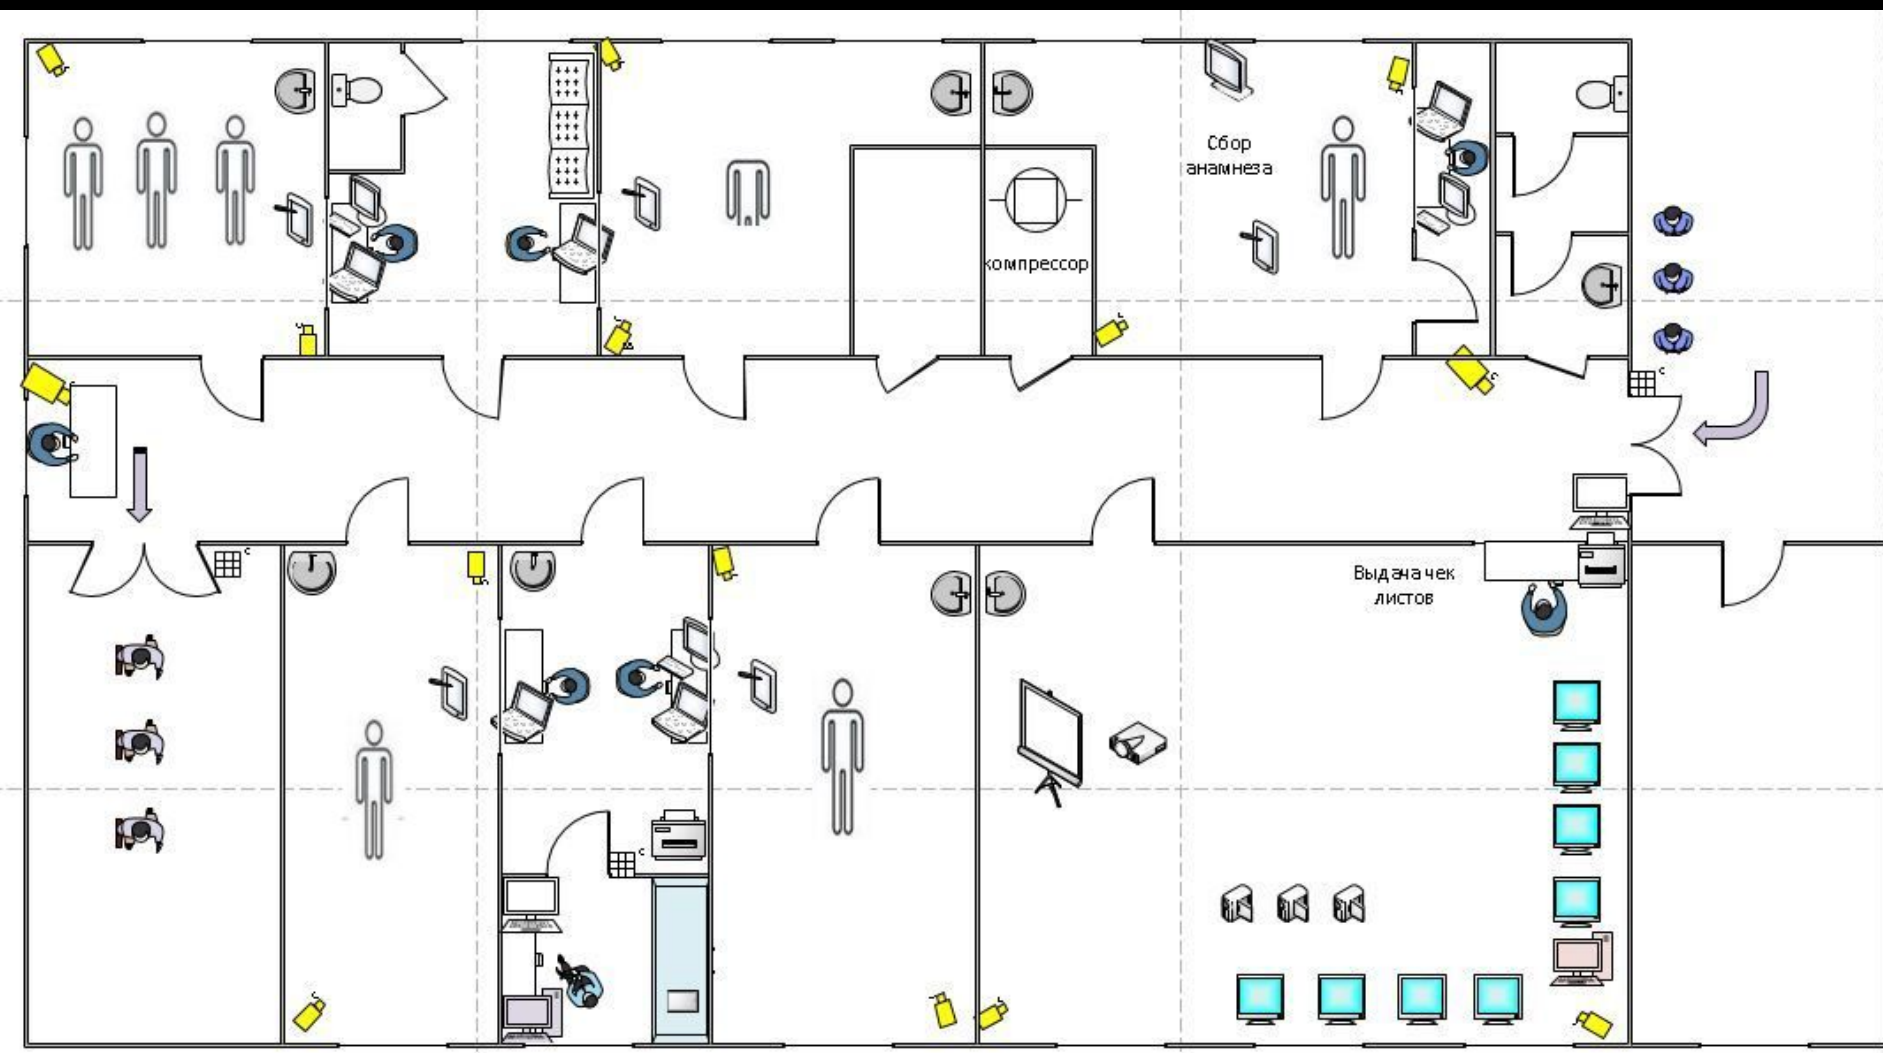 Сбор
анамнеза
компрессор
Выдача чек
листов